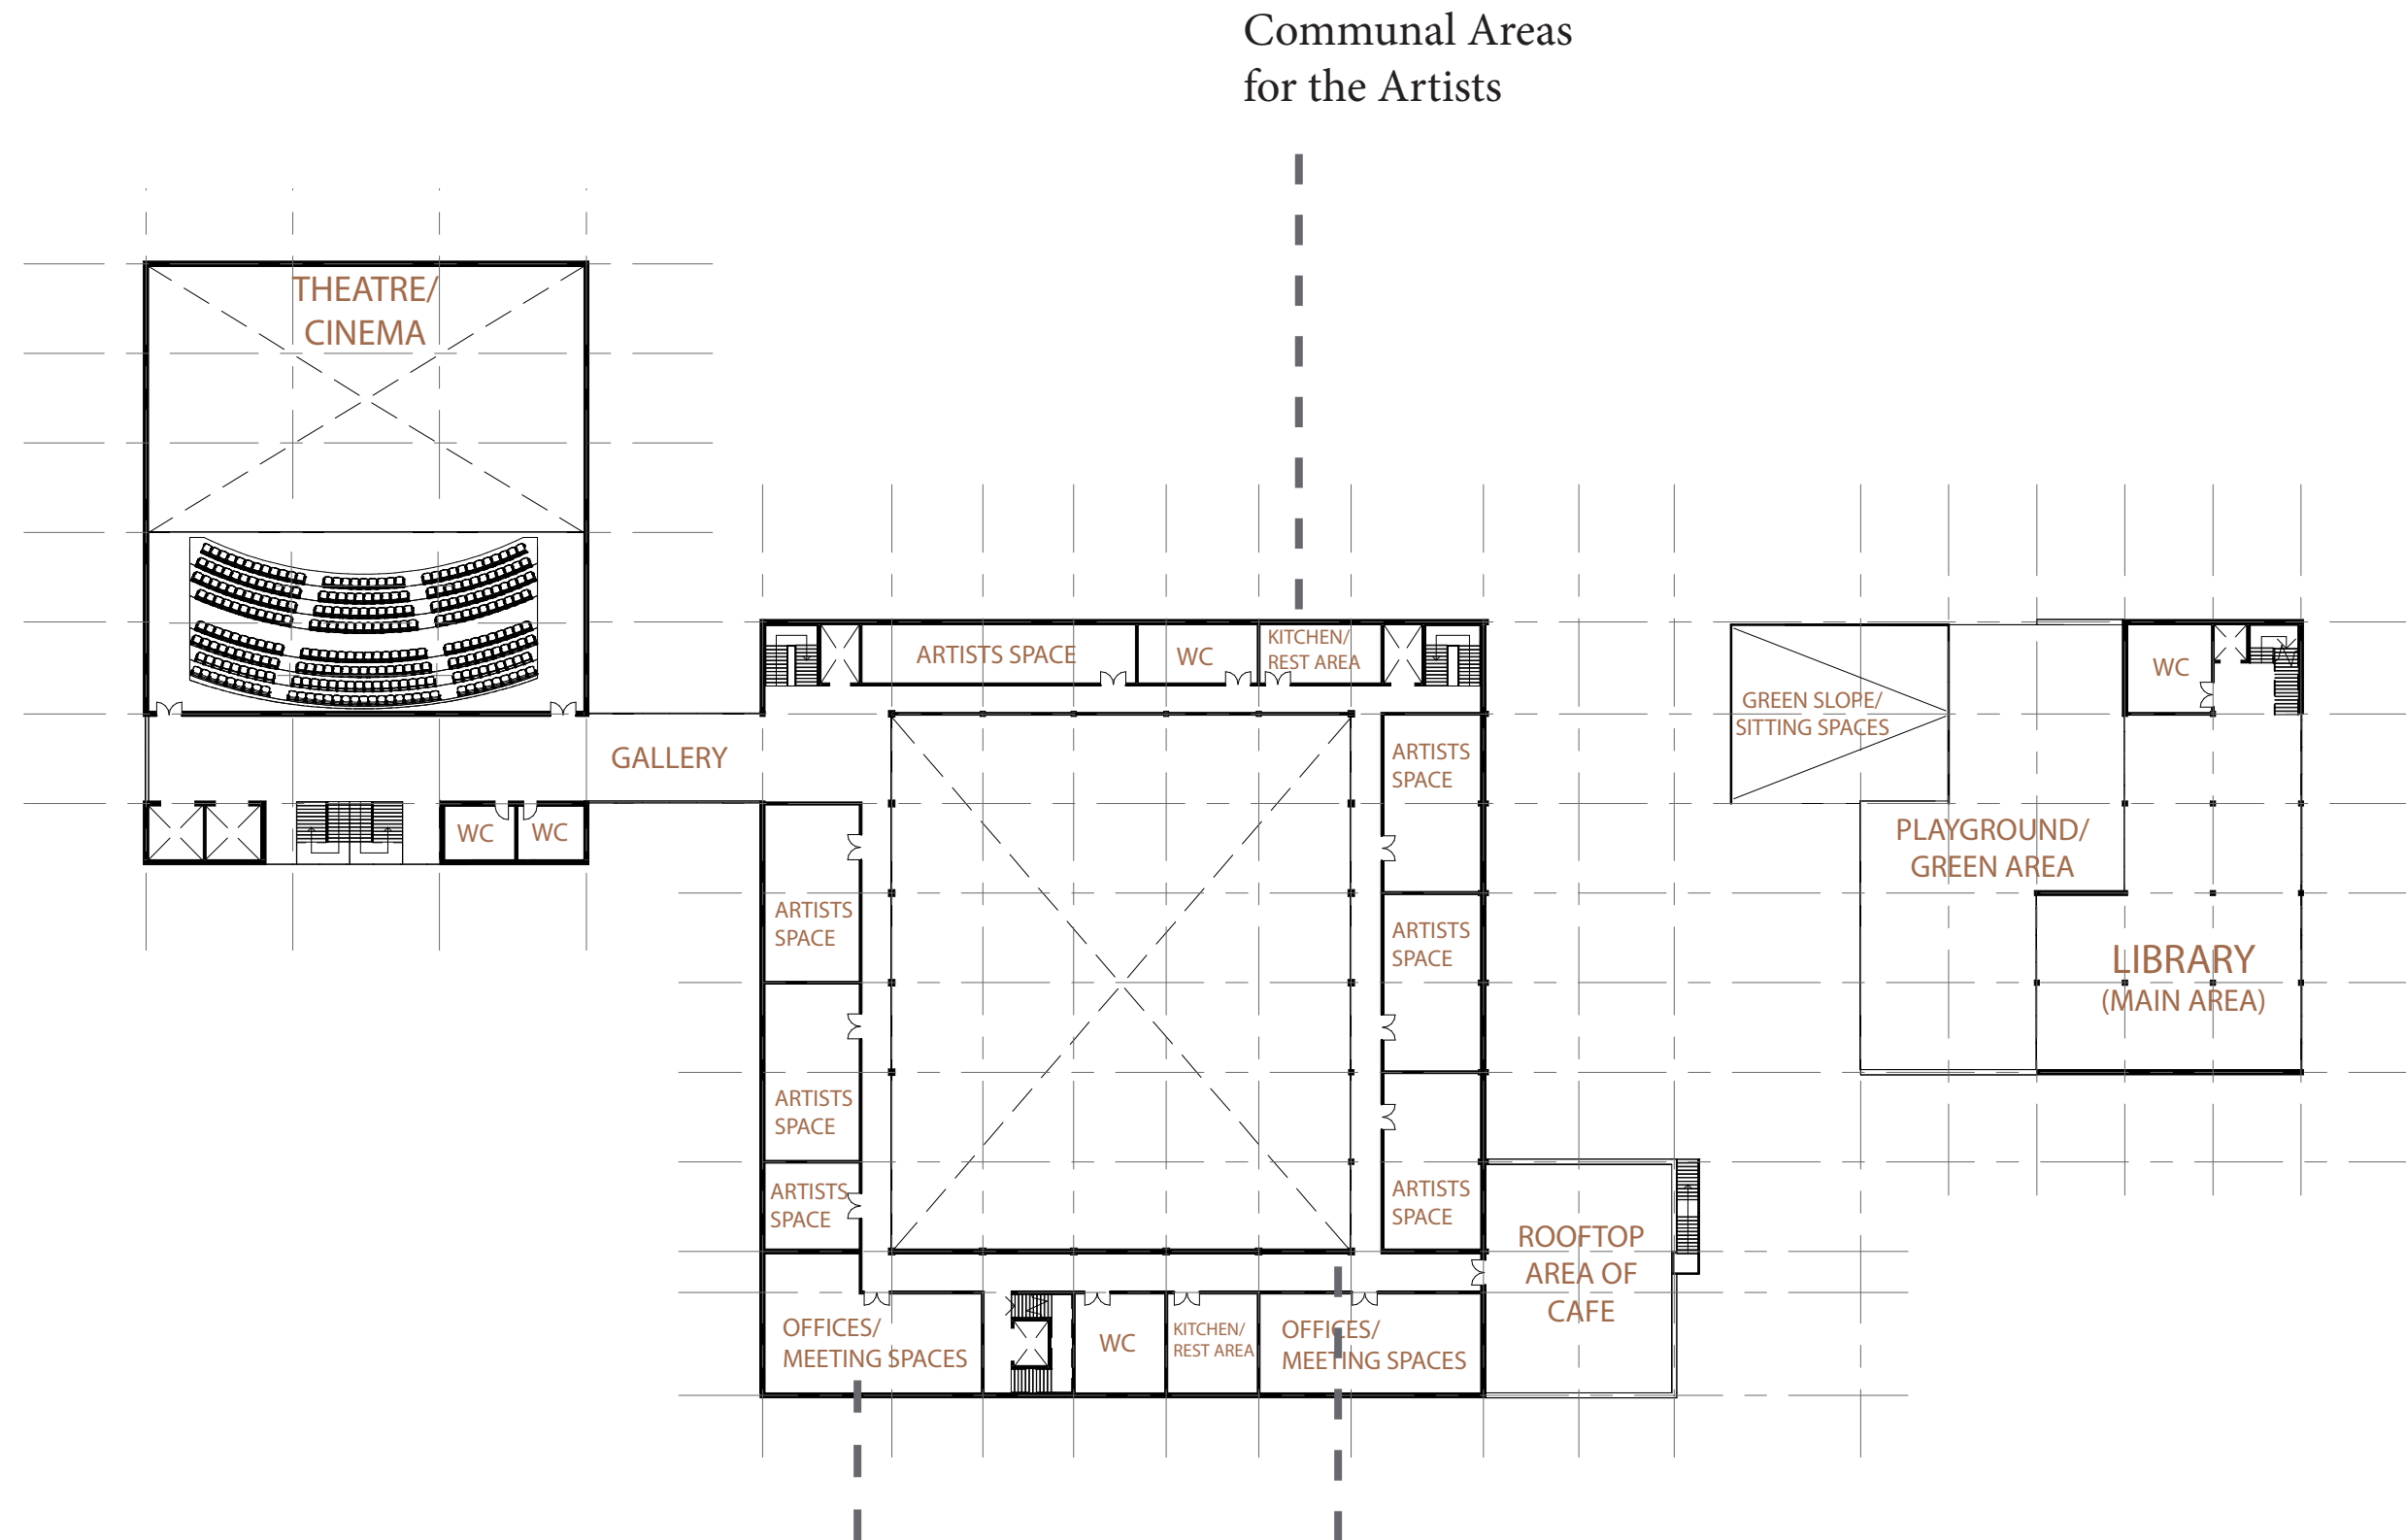 Communal Areas
for the Artists
THEATRE/
CINEMA
GALLERY
WC
WC
ARTISTS SPACE
WC
KITCHEN/
REST AREA
ARTISTS
SPACE
ARTISTS
SPACE
ARTISTS
SPACE
ARTISTS
SPACE
ARTISTS
SPACE
ARTISTS
SPACE
OFFICES/
MEETING SPACES
WC
KITCHEN/
REST AREA
OFFICES/
MEETING SPACES
ROOFTOP
AREA OF
CAFE
GREEN SLOPE/
SITTING SPACES
WC
PLAYGROUND/
GREEN AREA
LIBRARY
(MAIN AREA)